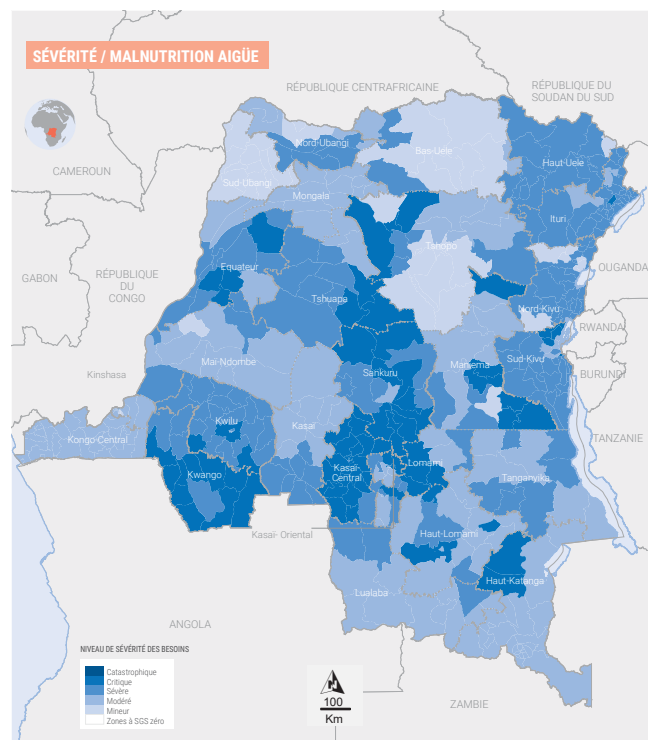 SÉVÉRITÉ / MALNUTRITION AIGÜE
RÉPUBLIQUE CENTRAFRICAINE
RÉPUBLIQUE DU
SOUDAN DU SUD
CAMEROUN
Nord-Ubangi
Bas-Uele
Haut-Uele
Sud-Ubangi
Mongala
Ituri
Tshopo
Equateur
GABON
RÉPUBLIQUE
DU
CONGO
OUGANDA
Tshuapa
Nord-Kivu
RWANDA
Mai-Ndombe
Maniema
Sud-Kivu
Kinshasa
Sankuru
BURUNDI
Kwilu
Kasaï
Kongo-Central
TANZANIE
Kwango
Kasaï-
Central
Lomami
Tanganyika
Kasaï- Oriental
Haut-Lomami
Haut-Katanga
Lualaba
ANGOLA
ZAMBIE
NIVEAU DE SÉVÉRITÉ DES BESOINS
Catastrophique
Critique
Sévère
Modéré
Mineur
Zones à SGS zéro
100
Km